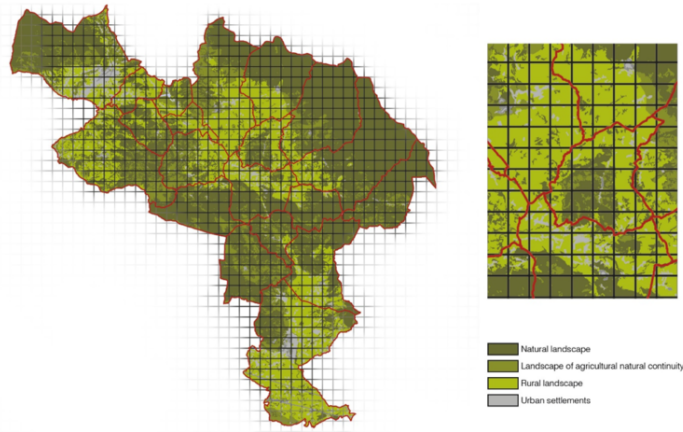 Natural landscape
Landscape of agricultural natural continuity
Rural landscape
Urban settlements